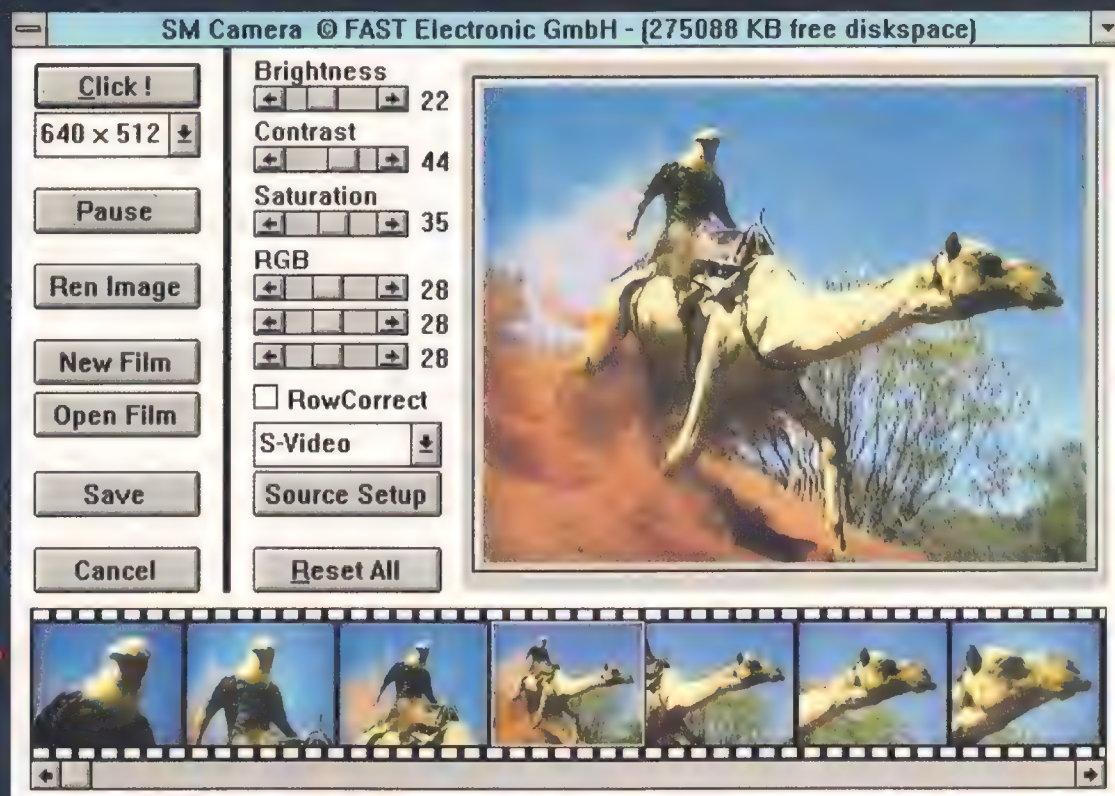 SM Camera © FAST Electronic GmbH - (275088 KB free diskspace)
Click !
640 × 512
Pause
Ren Image
New Film
Open Film
Save
Cancel
Brightness
22
Contrast
44
Saturation
35
RGB
28
28
28
RowCorrect
S-Video
Source Setup
Reset All